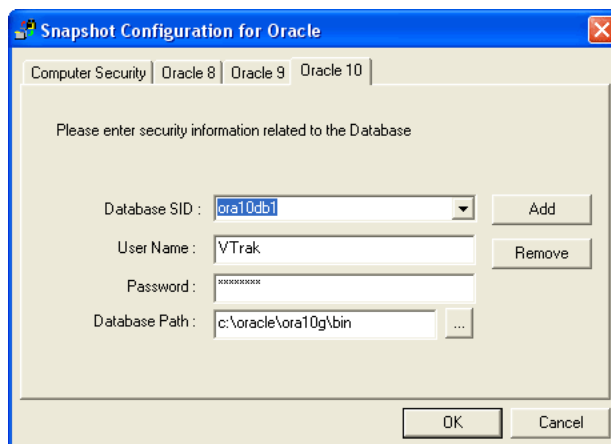 Snapshot Configuration for Oracle
Computer Security Oracle 8 Oracle 9 Oracle 10
Please enter security information related to the Database
Database SID : ora10db1 Add
User Name : VTrak
Remove
Password : ××××××××
Database Path : c:\oracle\ora10g\bin ...
OK Cancel